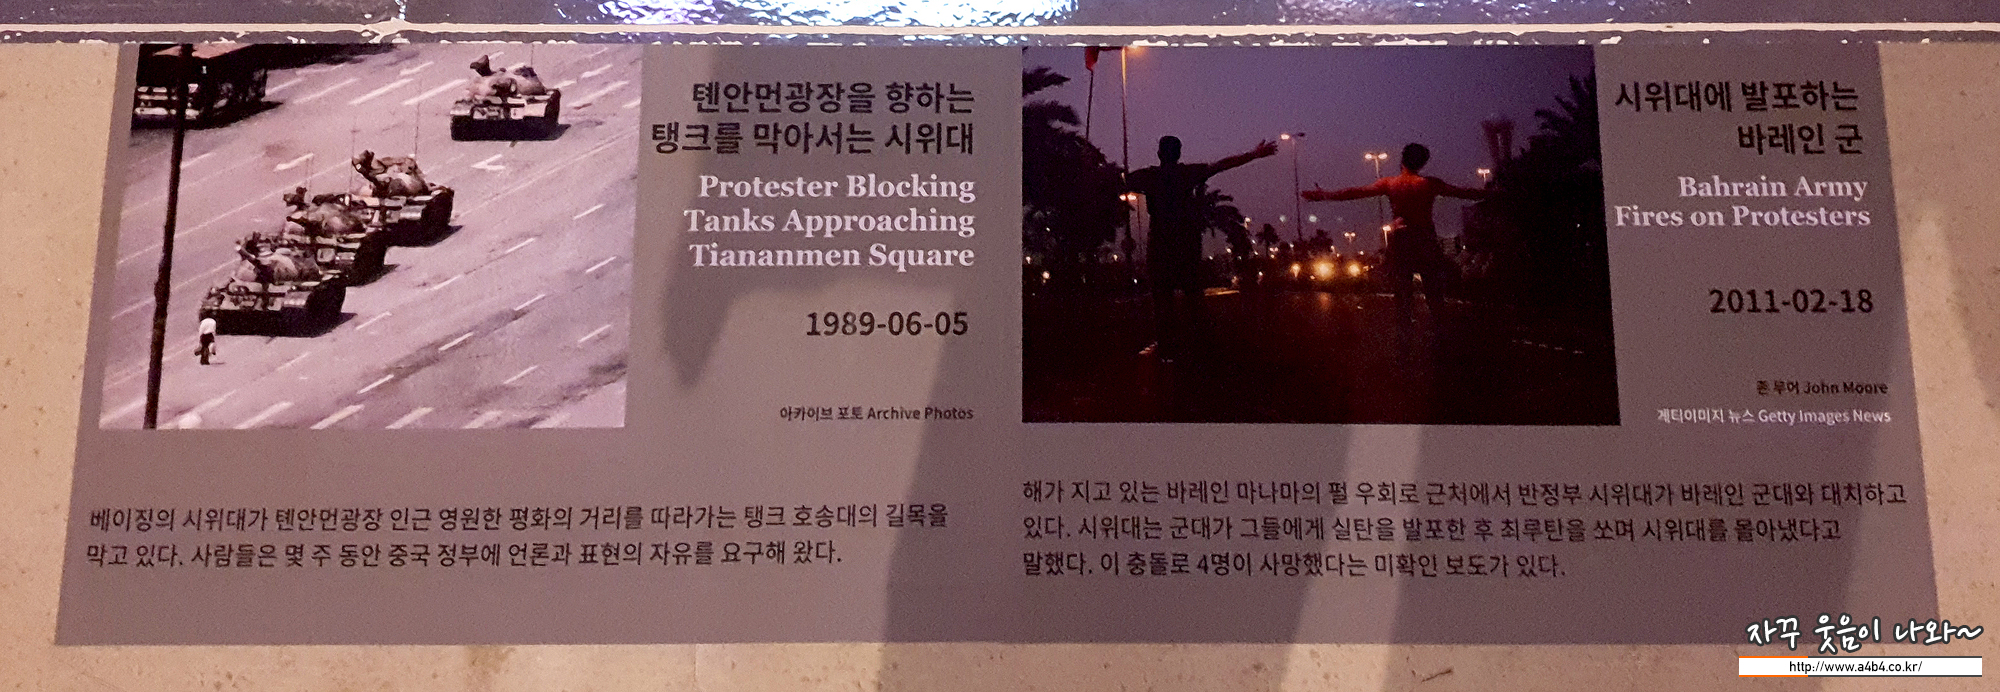 톈안먼광장을 향하는
탱크를 막아서는 시위대
Protester Blocking
Tanks Approaching
Tiananmen Square
1989-06-05
아카이브 포토 Archive Photos
베이징의 시위대가 톈안먼광장 인근 영원한 평화의 거리를 따라가는 탱크 호송대의 길목을
막고 있다. 사람들은 몇 주 동안 중국 정부에 언론과 표현의 자유를 요구해 왔다.
시위대에 발포하는
바레인 군
Bahrain Army
Fires on Protesters
2011-02-18
존 무어 John Moore
게티이미지 뉴스 Getty Images News
해가 지고 있는 바레인 마나마의 펄 우회로 근처에서 반정부 시위대가 바레인 군대와 대치하고
있다. 시위대는 군대가 그들에게 실탄을 발포한 후 최루탄을 쏘며 시위대를 몰아냈다고
말했다. 이 충돌로 4명이 사망했다는 미확인 보도가 있다.
자꾸 웃음이 나와~
http://www.a4b4.co.kr/